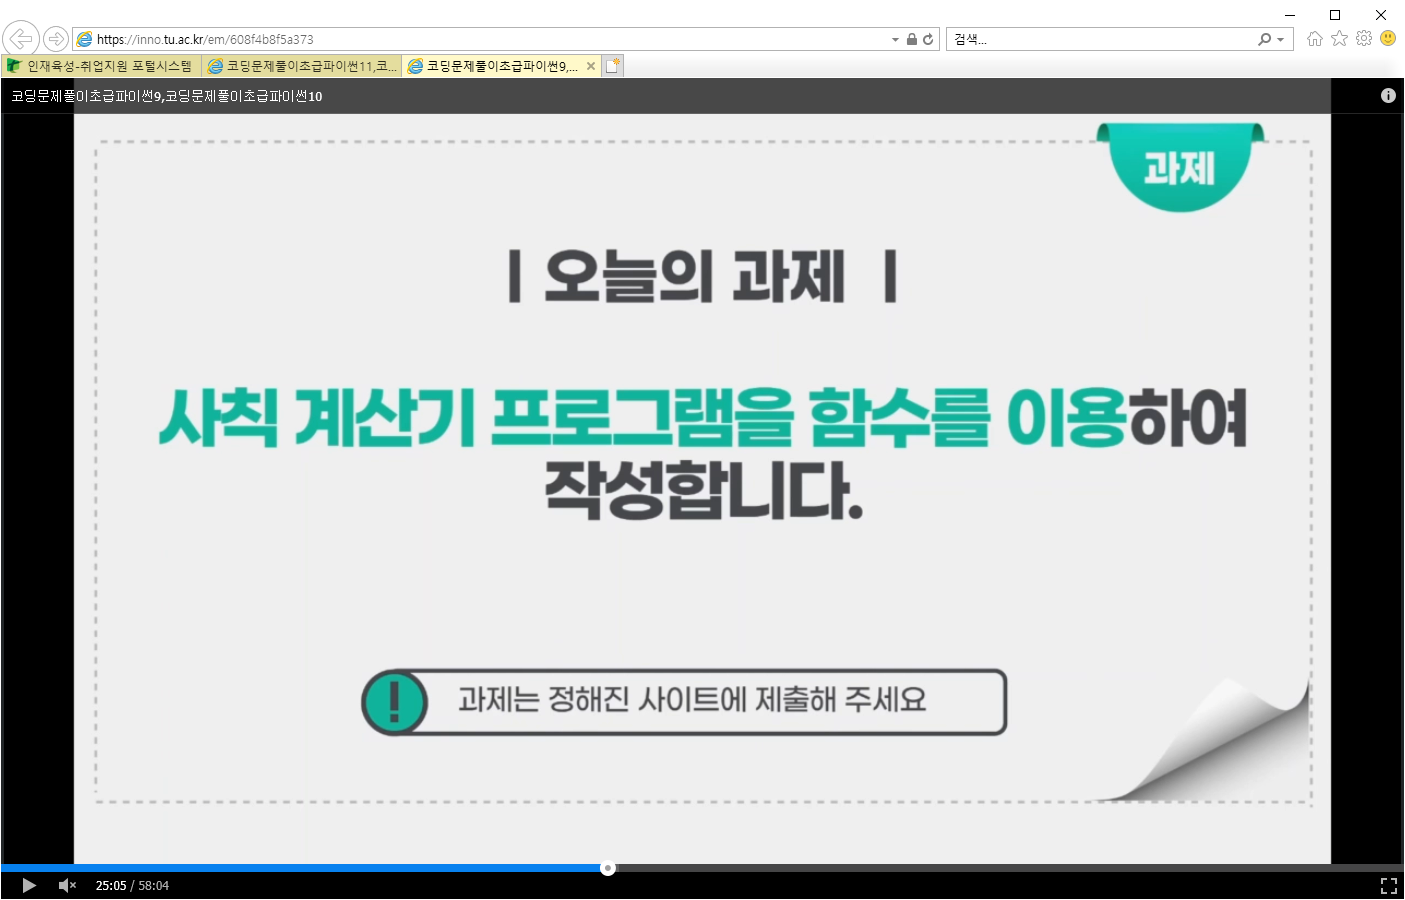 https://inno.tu.ac.kr/em/608f4b8f5a373
검색...
인재육성-취업지원 포털시스템
코딩문제풀이초급파이썬11,코...
코딩문제풀이초급파이썬9,...
코딩문제풀이초급파이썬9,코딩문제풀이초급파이썬10
과제
| 오늘의 과제 |
사칙 계산기 프로그램을 함수를 이용하여
작성합니다.
! 과제는 정해진 사이트에 제출해 주세요
25:05 / 58:04